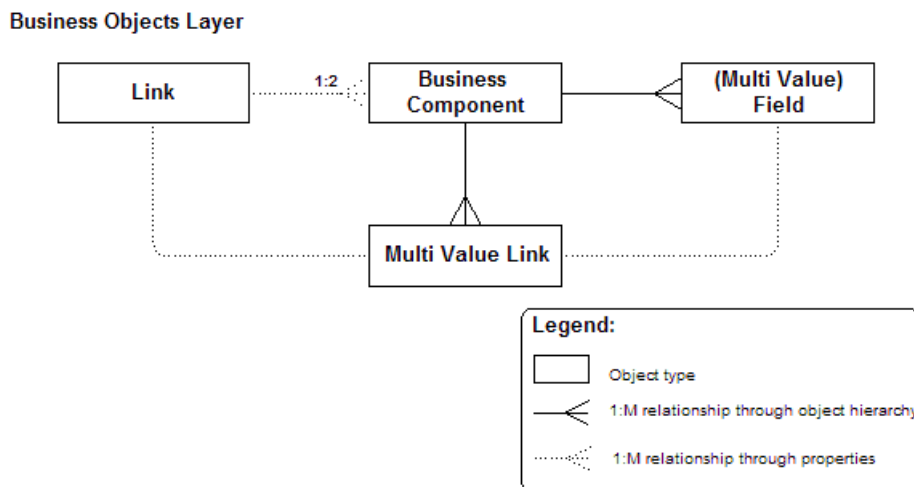 Business Objects Layer
Link
1:2
Business
Component
(Multi Value)
Field
Multi Value Link
Legend:
Object type
1:M relationship through object hierarchy
1:M relationship through properties